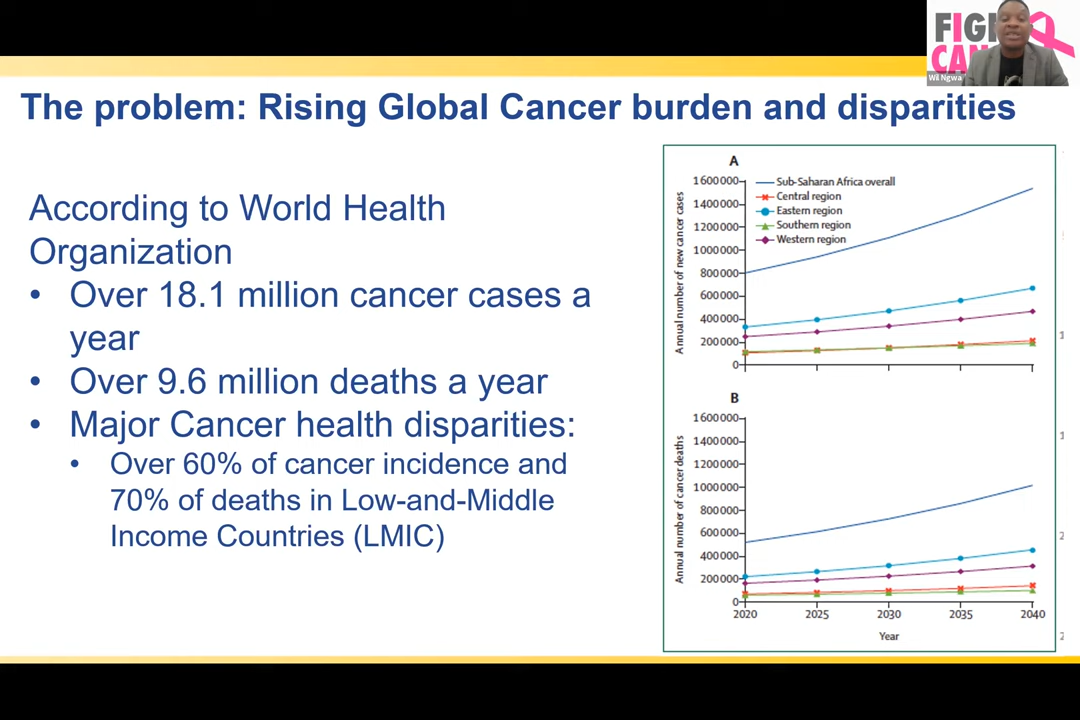 FIGH
CAN
Wil Ngwa
The problem: Rising Global Cancer burden and disparities
According to World Health
Organization
• Over 18.1 million cancer cases a
year
• Over 9.6 million deaths a year
• Major Cancer health disparities:
• Over 60% of cancer incidence and
70% of deaths in Low-and-Middle
Income Countries (LMIC)
A
Annual number of new cancer cases
1600000
1400000
1200000
1000000
800000
600000
400000
200000
0
Sub-Saharan Africa overall
Central region
Eastern region
Southern region
Western region
B
Annual number of cancer deaths
1600000
1400000
1200000
1000000
800000
600000
400000
200000
0
2020 2025 2030 2035 2040
Year